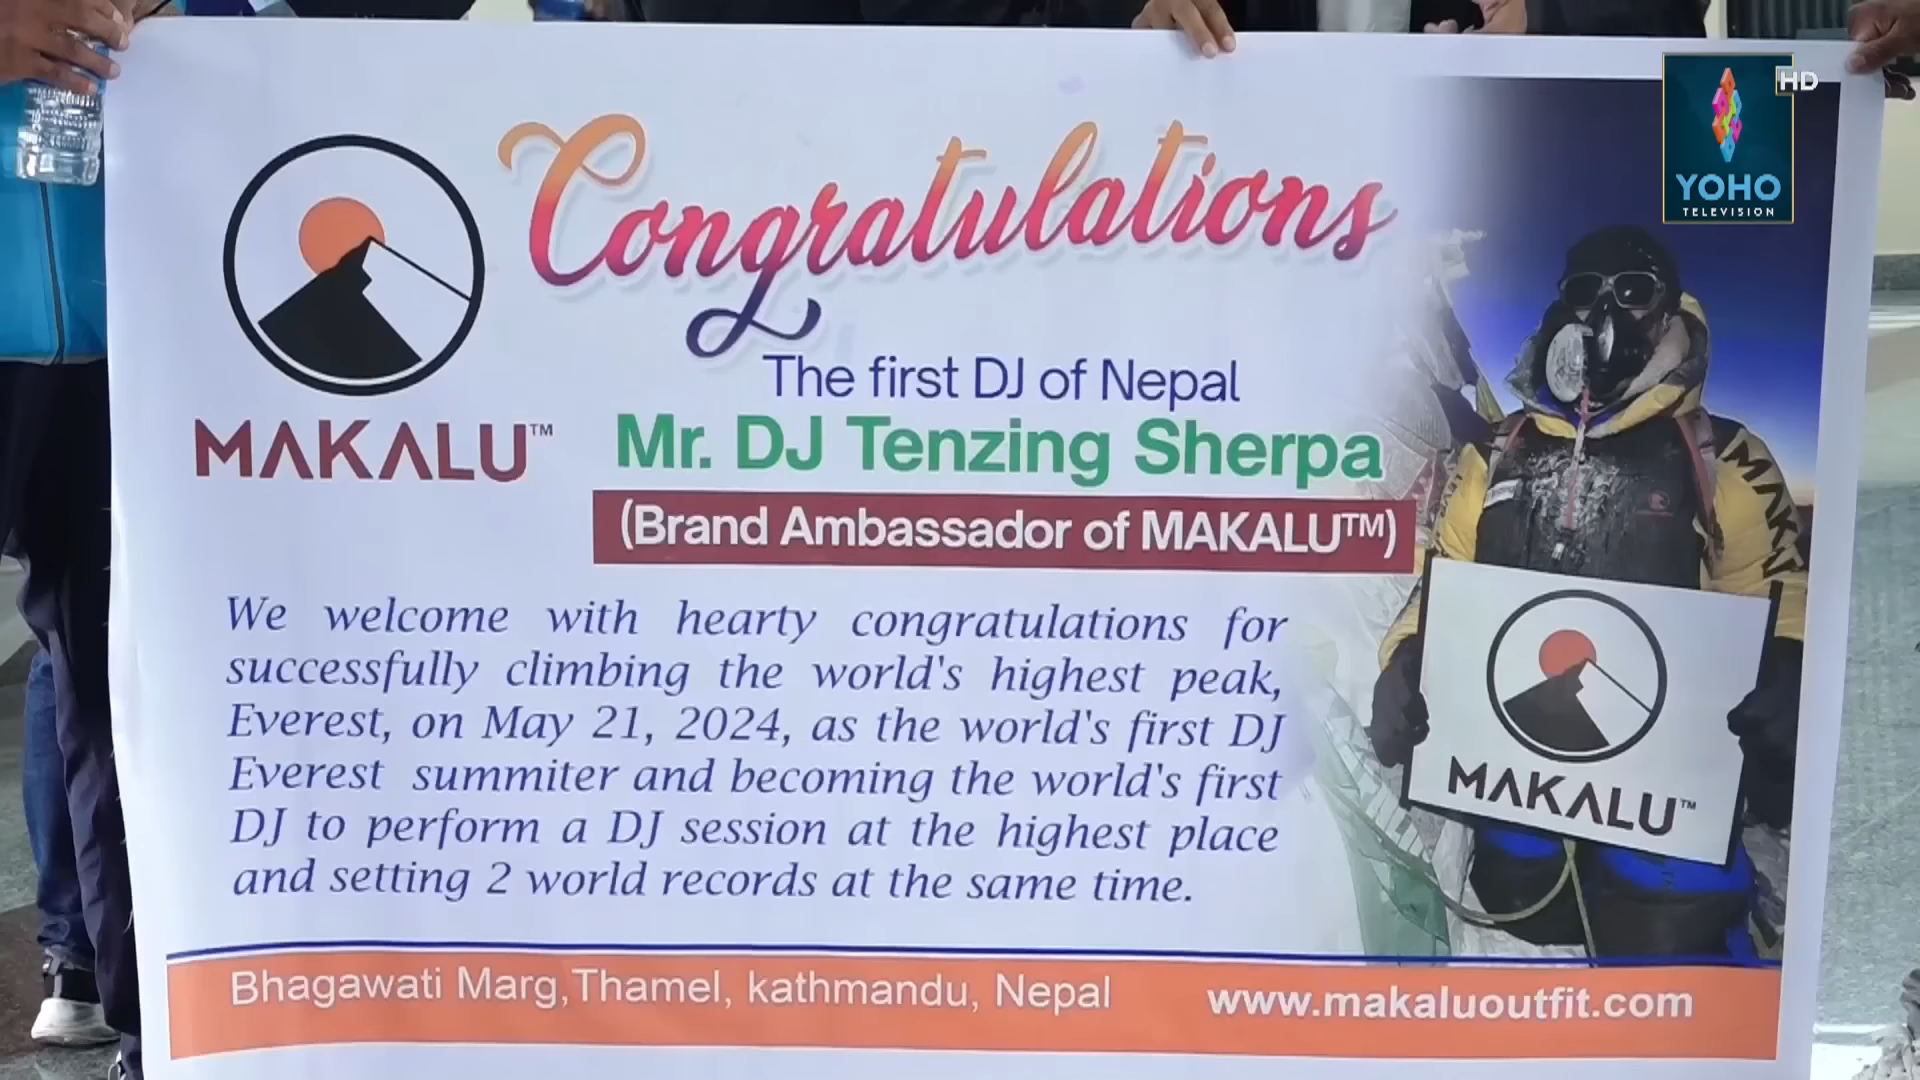 HD
YOHO
TELEVISION
Congratulations
MAKALU™
The first DJ of Nepal
Mr. DJ Tenzing Sherpa
(Brand Ambassador of MAKALU™)
We welcome with hearty congratulations for
successfully climbing the world's highest peak,
Everest, on May 21, 2024, as the world's first DJ
Everest summiter and becoming the world's first
DJ to perform a DJ session at the highest place
and setting 2 world records at the same time.
MAKALU
MAKALU™
Bhagawati Marg,Thamel, kathmandu, Nepal
www.makaluoutfit.com